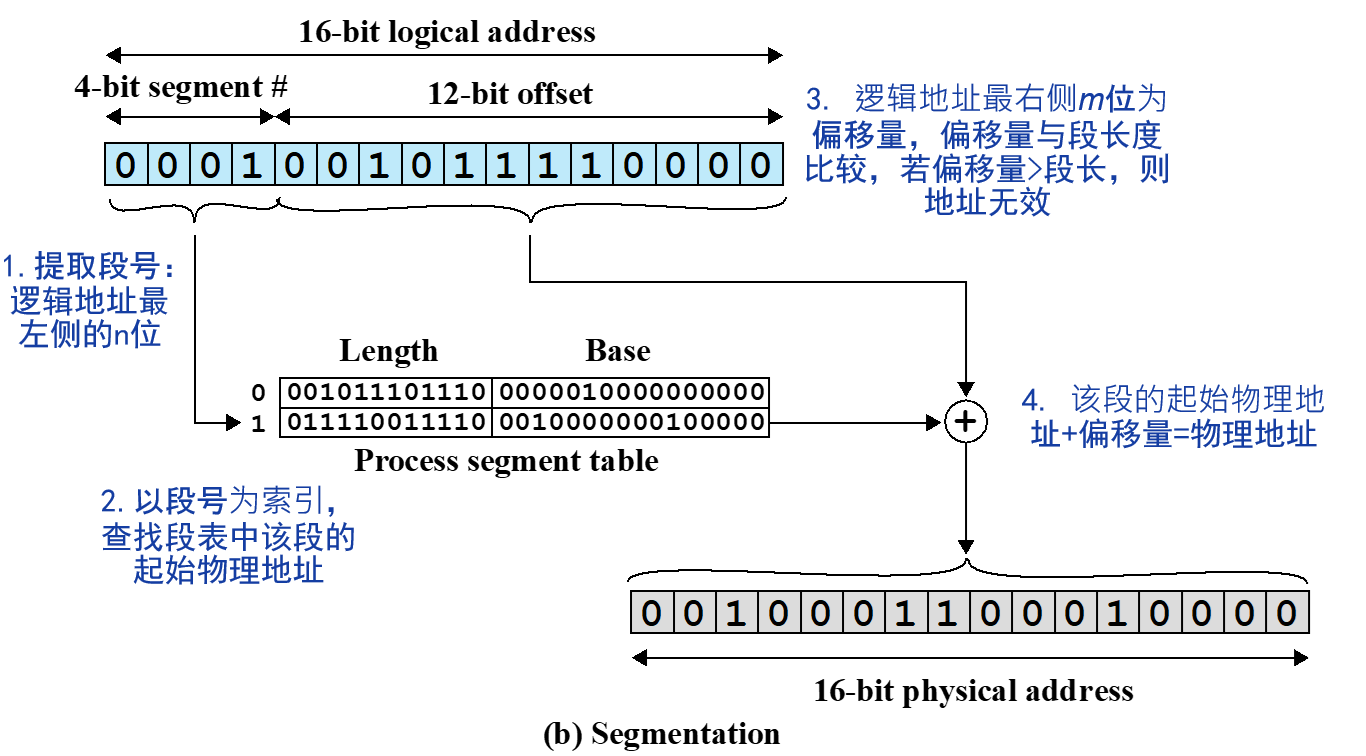 16-bit logical address
4-bit segment #
12-bit offset
0 0 0 1 0 0 1 0 1 1 1 1 0 0 0 0
3. 逻辑地址最右侧m位为
偏移量，偏移量与段长度
比较，若偏移量>段长，则
地址无效
1. 提取段号：
逻辑地址最
左侧的n位
Length Base
0 001011101110 0000010000000000
1 011110011110 0010000000100000
Process segment table
+
4. 该段的起始物理地
址+偏移量=物理地址
2. 以段号为索引，
查找段表中该段的
起始物理地址
0 0 1 0 0 0 1 1 0 0 0 1 0 0 0 0
16-bit physical address
(b) Segmentation